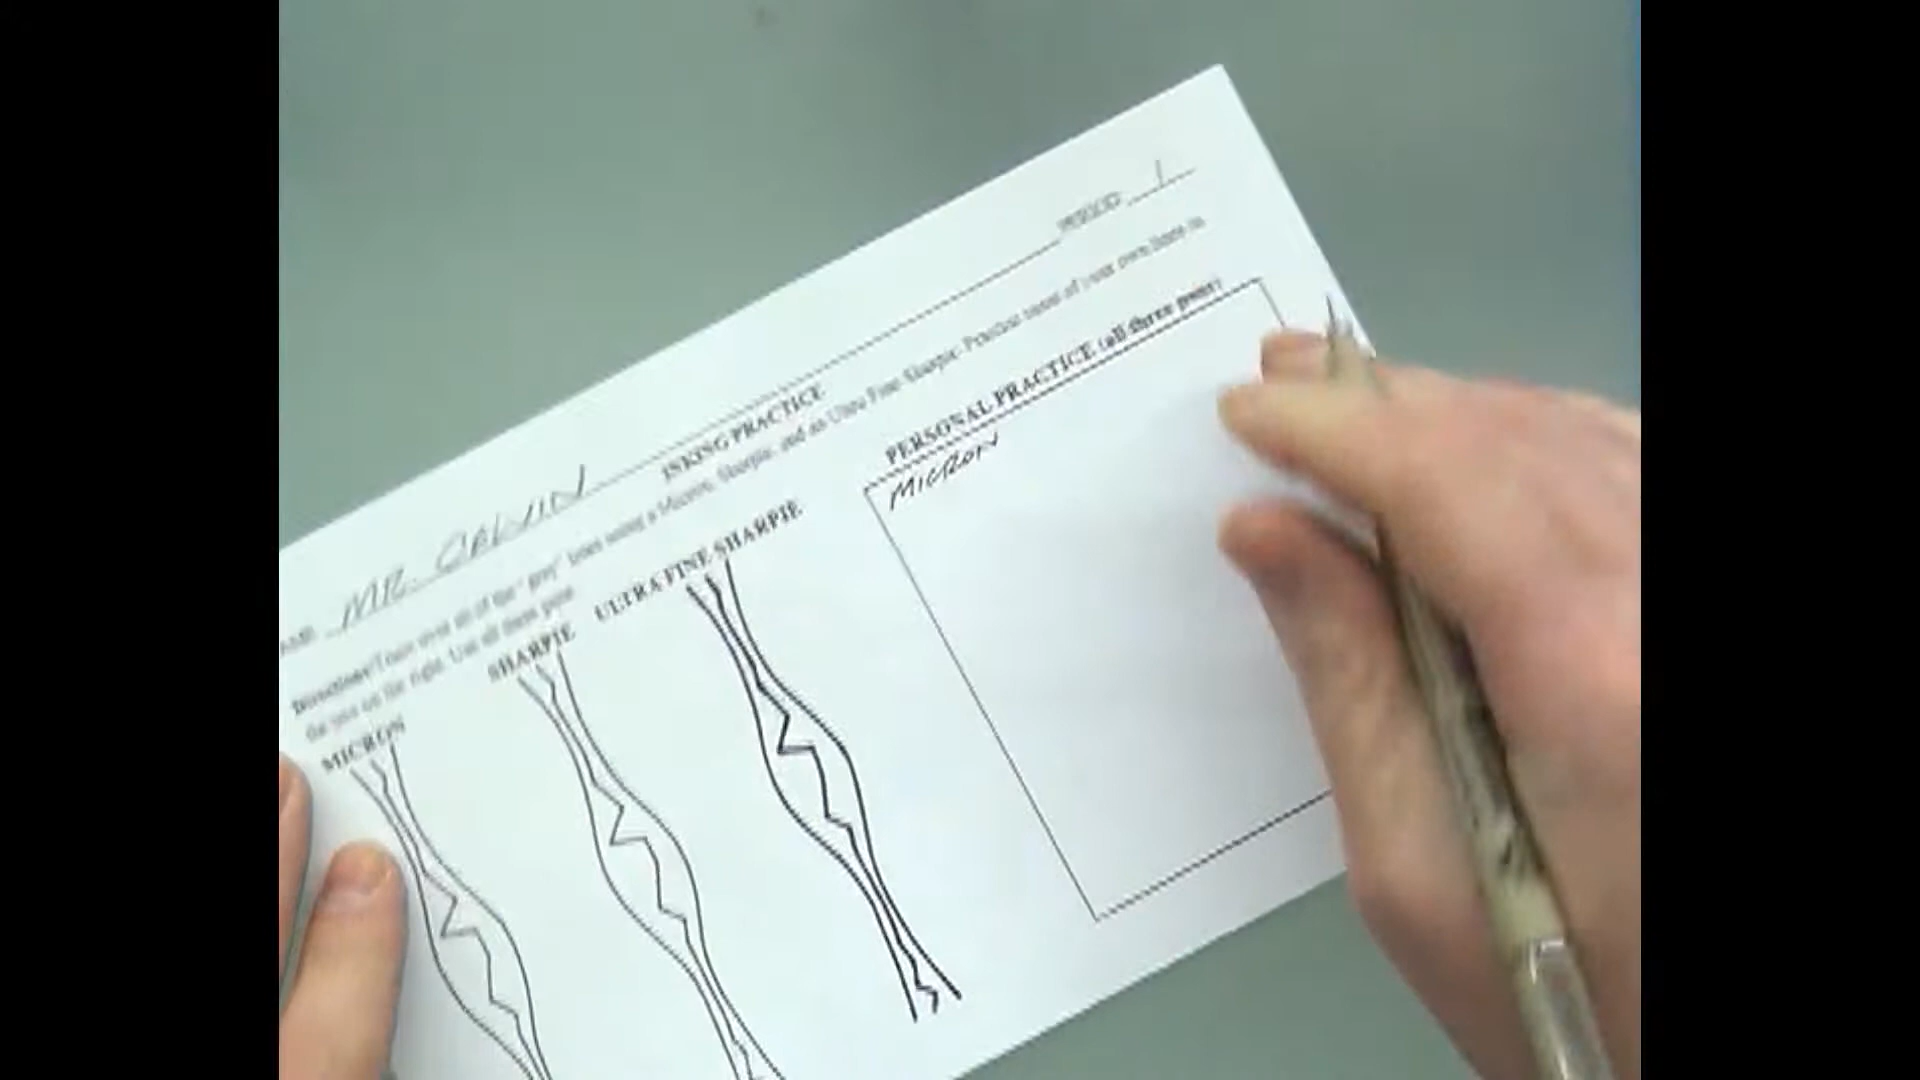 MR. CALVIN PERIOD 1
INKING PRACTICE
Directions: Trace over all of the "gray" lines using a Micron, Sharpie, and an Ultra Fine Sharpie. Practice some of your own lines in
the box on the right. Use all three pens
MICRON SHARPIE ULTRA FINE SHARPIE PERSONAL PRACTICE (all three pens)
MICRON